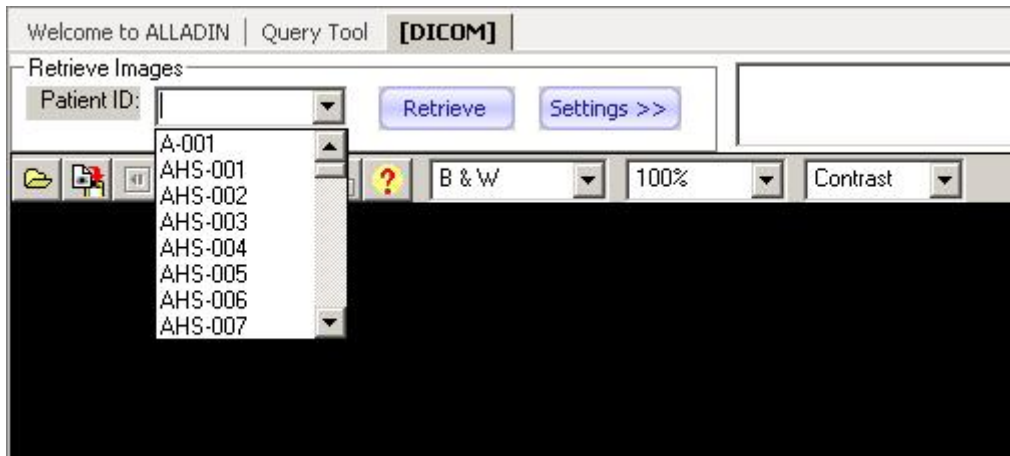 Welcome to ALLADIN | Query Tool [DICOM]
Retrieve Images
Patient ID: Retrieve Settings >>
A-001
AHS-001
AHS-002
AHS-003
AHS-004
AHS-005
AHS-006
AHS-007
? B & W 100% Contrast